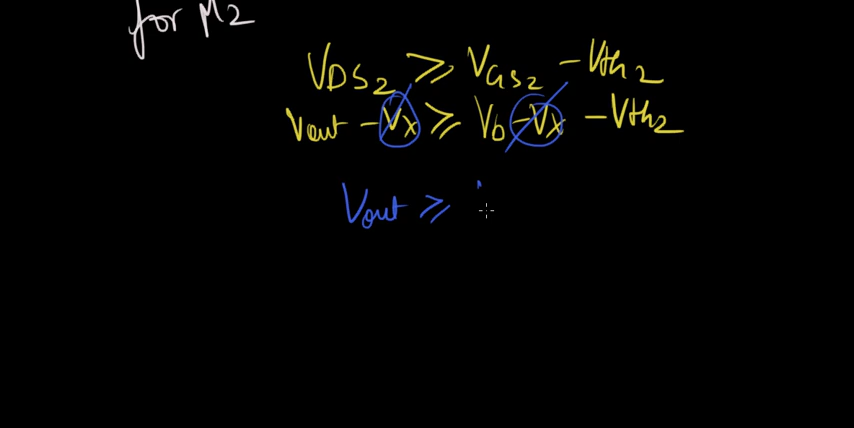 for M2
VDS2 ≥ VGS2 - Vth2
Vout - Vx ≥ Vb - Vx - Vth2
Vout ≥